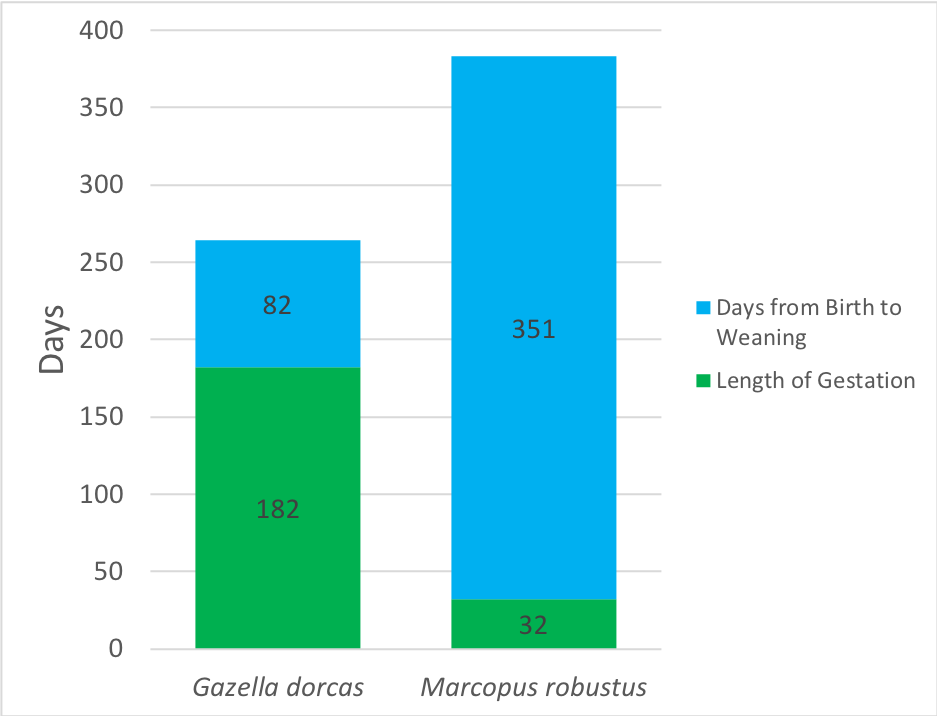 400
350
300
250
200
150
100
50
0
Days
82
182
351
32
Gazella dorcas
Marcopus robustus
Days from Birth to
Weaning
Length of Gestation